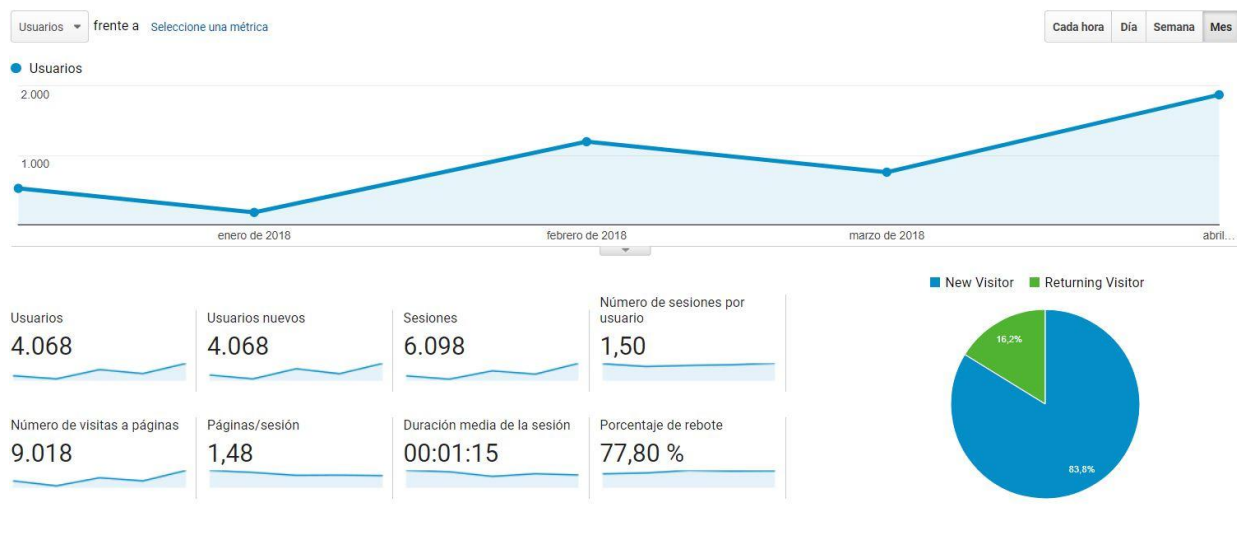 Usuarios frente a Seleccione una métrica
Cada hora Día Semana Mes
Usuarios
2.000
1.000
enero de 2018 febrero de 2018 marzo de 2018 abril...
New Visitor Returning Visitor
Usuarios
4.068
Usuarios nuevos
4.068
Sesiones
6.098
Número de sesiones por
usuario
1,50
Número de visitas a páginas
9.018
Páginas/sesión
1,48
Duración media de la sesión
00:01:15
Porcentaje de rebote
77,80 %
16,2%
83,8%